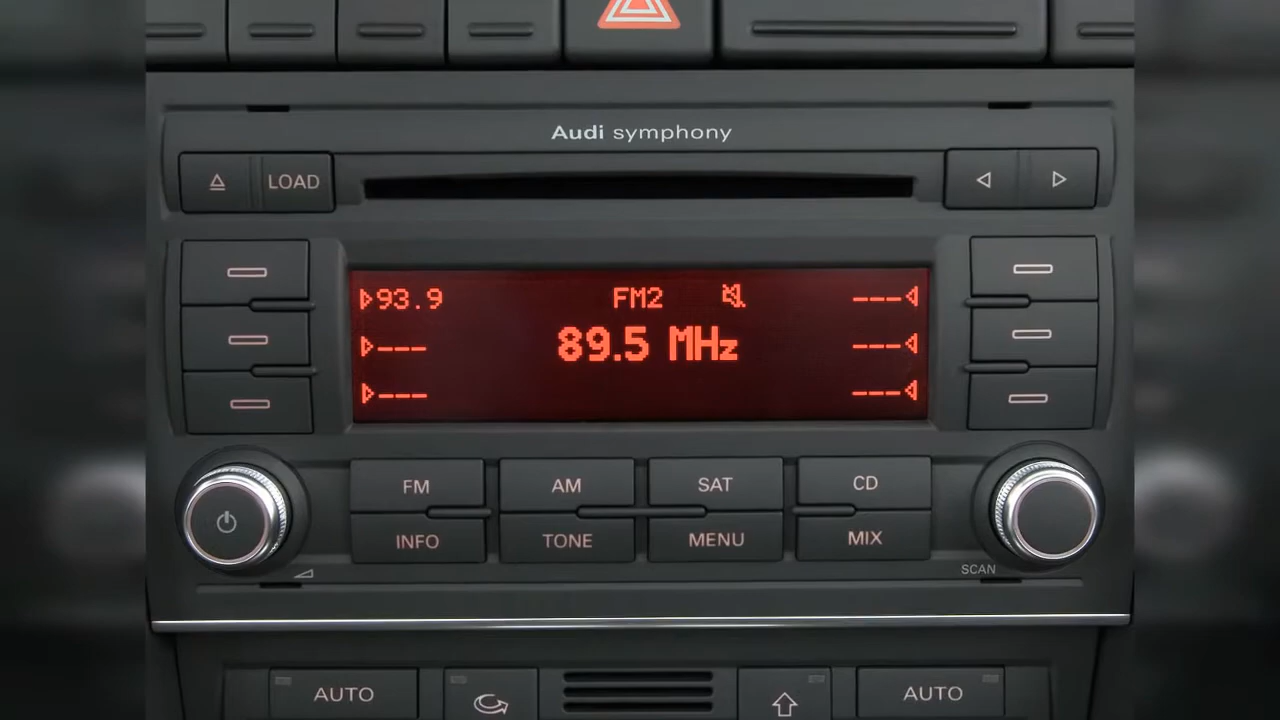 Audi symphony
LOAD
93.9 FM2 ---
--- 89.5 MHz ---
--- ---
FM AM SAT CD
INFO TONE MENU MIX
SCAN
AUTO AUTO